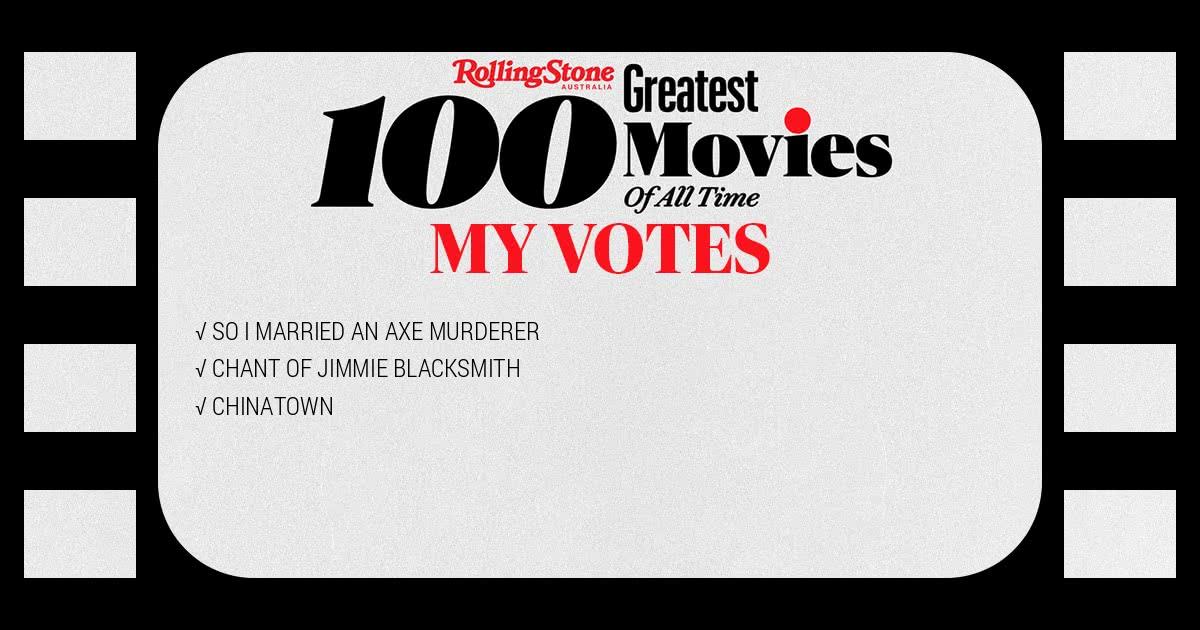 RollingStone
AUSTRALIA
100 Greatest
Movies
Of All Time
MY VOTES
√ SO I MARRIED AN AXE MURDERER
√ CHANT OF JIMMIE BLACKSMITH
√ CHINATOWN